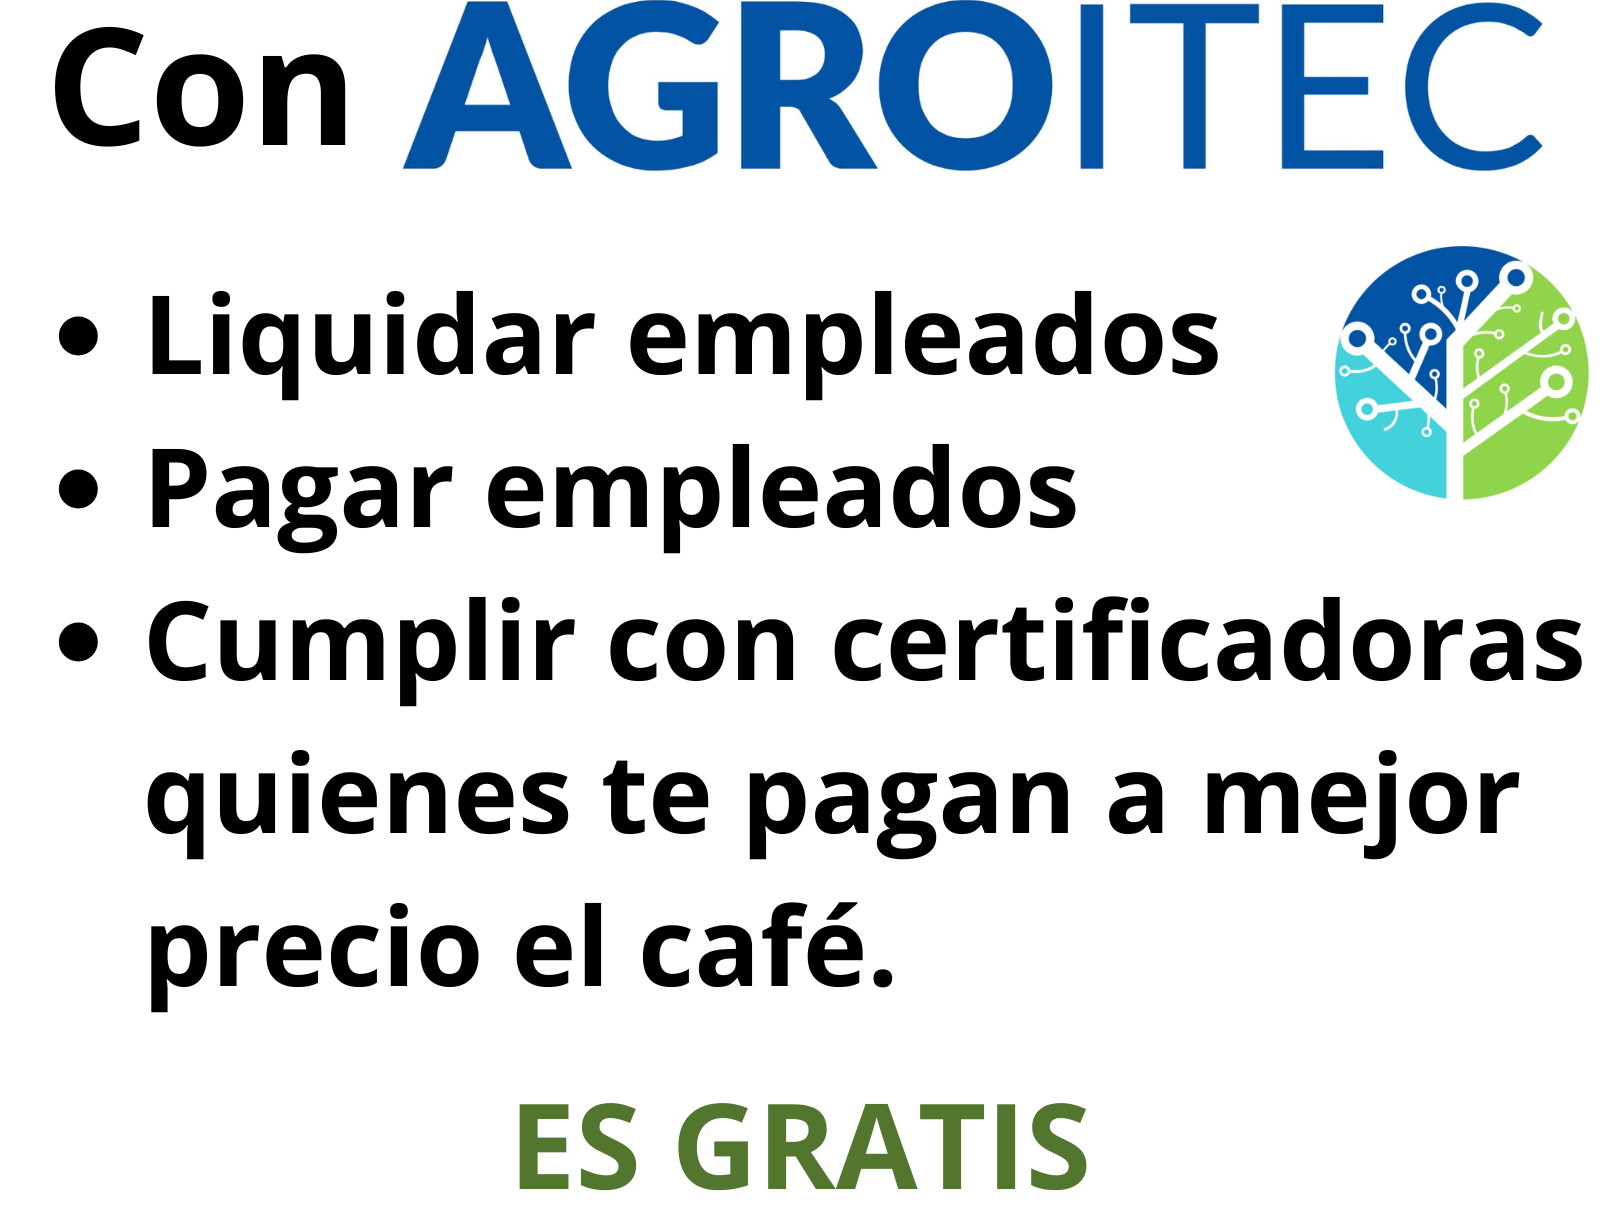 Con AGROITEC
• Liquidar empleados
• Pagar empleados
• Cumplir con certificadoras
quienes te pagan a mejor
precio el café.
ES GRATIS